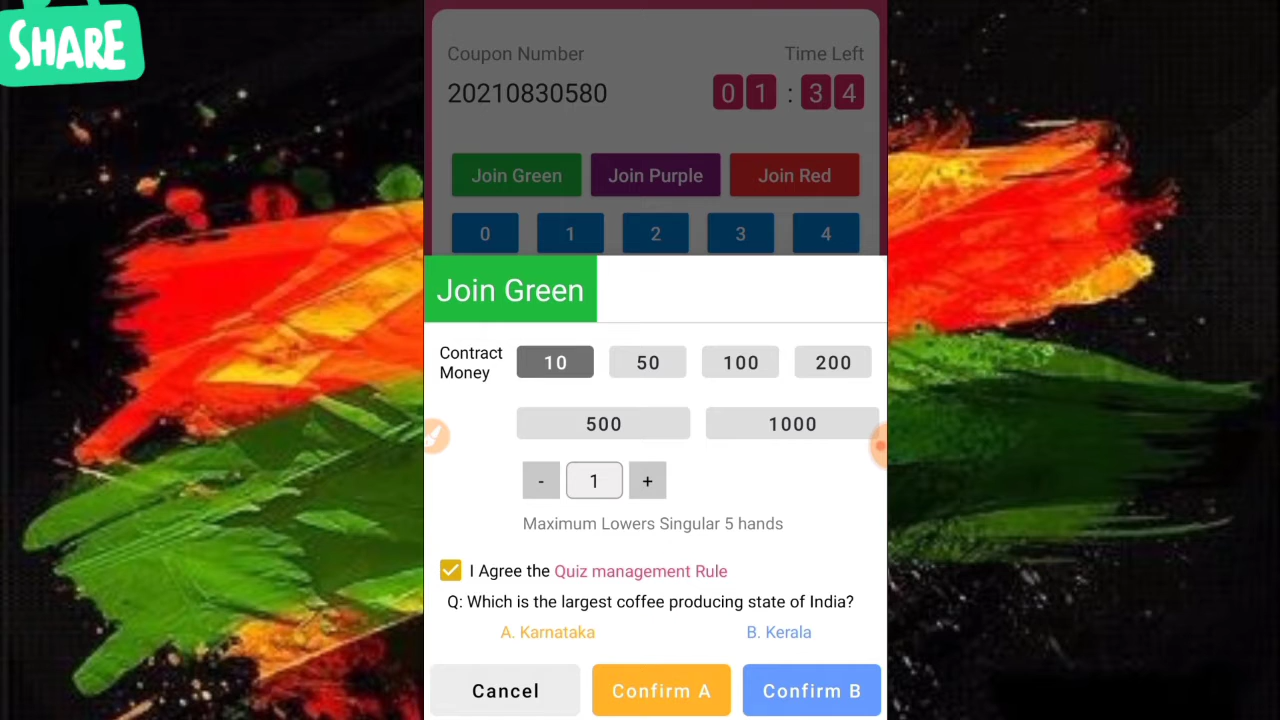 SHARE
Coupon Number Time Left
20210830580 0 1 : 3 4
Join Green Join Purple Join Red
0 1 2 3 4
Join Green
Contract
Money
10 50 100 200
500 1000
- 1 +
Maximum Lowers Singular 5 hands
I Agree the Quiz management Rule
Q: Which is the largest coffee producing state of India?
A. Karnataka B. Kerala
Cancel Confirm A Confirm B